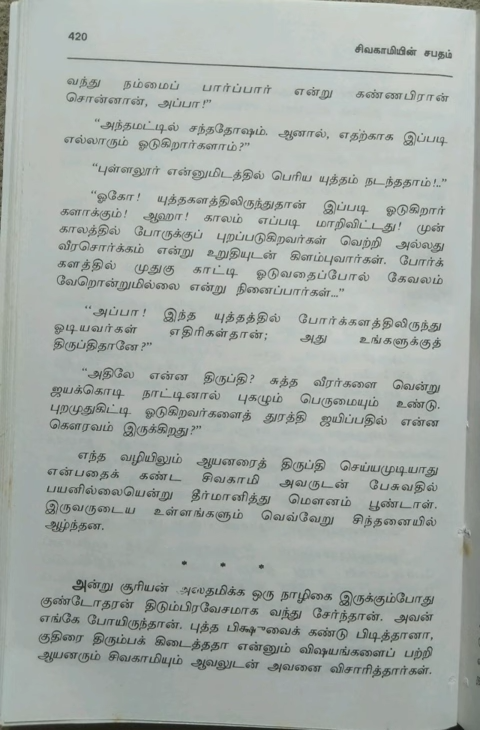 420
சிவகாமியின் சபதம்
வந்து நம்மைப் பார்ப்பார் என்று கண்ணபிரான்
சொன்னான், அப்பா!"
"அந்தமட்டில் சந்ததோஷம். ஆனால், எதற்காக இப்படி
எல்லாரும் ஓடுகிறார்களாம்?"
"புள்ளலூர் என்னுமிடத்தில் பெரிய யுத்தம் நடந்ததாம்!.."
"ஓகோ! யுத்தகளத்திலிருந்துதான் இப்படி ஓடுகிறார்
களாக்கும்! ஆஹா! காலம் எப்படி மாறிவிட்டது! முன்
காலத்தில் போருக்குப் புறப்படுகிறவர்கள் வெற்றி அல்லது
வீரசொர்க்கம் என்று உறுதியுடன் கிளம்புவார்கள். போர்க்
களத்தில் முதுகு காட்டி ஓடுவதைப்போல் கேவலம்
வேறொன்றுமில்லை என்று நினைப்பார்கள்..."
"அப்பா! இந்த யுத்தத்தில் போர்க்களத்திலிருந்து
ஓடியவர்கள் எதிரிகள்தான்; அது உங்களுக்குத்
திருப்திதானே?"
"அதிலே என்ன திருப்தி? சுத்த வீரர்களை வென்று
ஜயக்கொடி நாட்டினால் புகழும் பெருமையும் உண்டு.
புறமுதுகிட்டி ஓடுகிறவர்களைத் துரத்தி ஜயிப்பதில் என்ன
கௌரவம் இருக்கிறது?"
எந்த வழியிலும் ஆயனரைத் திருப்தி செய்யமுடியாது
என்பதைக் கண்ட சிவகாமி அவருடன் பேசுவதில்
பயனில்லையென்று தீர்மானித்து மௌனம் பூண்டாள்.
இருவருடைய உள்ளங்களும் வெவ்வேறு சிந்தனையில்
ஆழ்ந்தன.
* * *
அன்று சூரியன் அஸ்தமிக்க ஒரு நாழிகை இருக்கும்போது
குண்டோதரன் திடும்பிரவேசமாக வந்து சேர்ந்தான். அவன்
எங்கே போயிருந்தான். புத்த பிக்ஷுவைக் கண்டு பிடித்தானா,
குதிரை திரும்பக் கிடைத்ததா என்னும் விஷயங்களைப் பற்றி
ஆயனரும் சிவகாமியும் ஆவலுடன் அவனை விசாரித்தார்கள்.